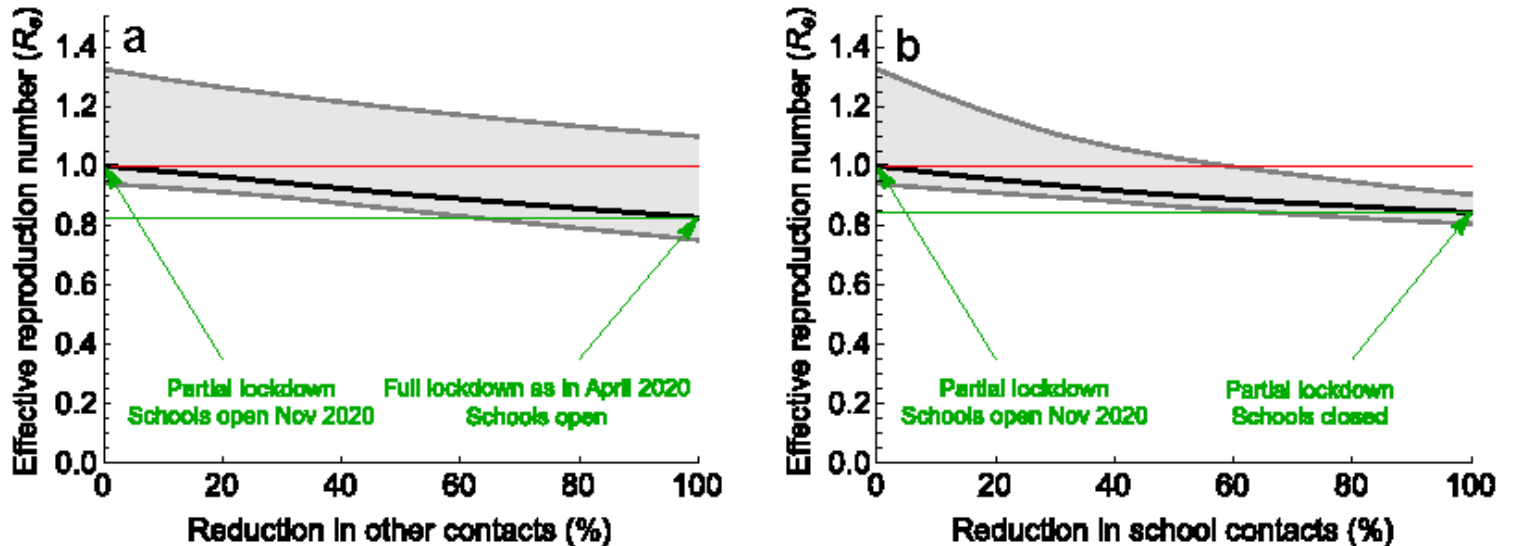 a
Effective reproduction number (Re)
1.4
1.2
1.0
0.8
0.6
0.4
0.2
0.0
Partial lockdown
Schools open Nov 2020
Full lockdown as in April 2020
Schools open
0 20 40 60 80 100
Reduction in other contacts (%)
b
Effective reproduction number (Re)
1.4
1.2
1.0
0.8
0.6
0.4
0.2
0.0
Partial lockdown
Schools open Nov 2020
Partial lockdown
Schools closed
0 20 40 60 80 100
Reduction in school contacts (%)